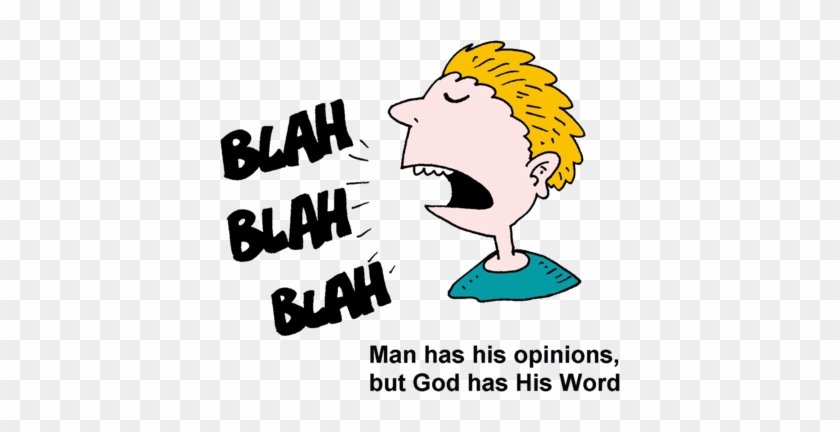 BLAH
BLAH
BLAH
Man has his opinions,
but God has His Word